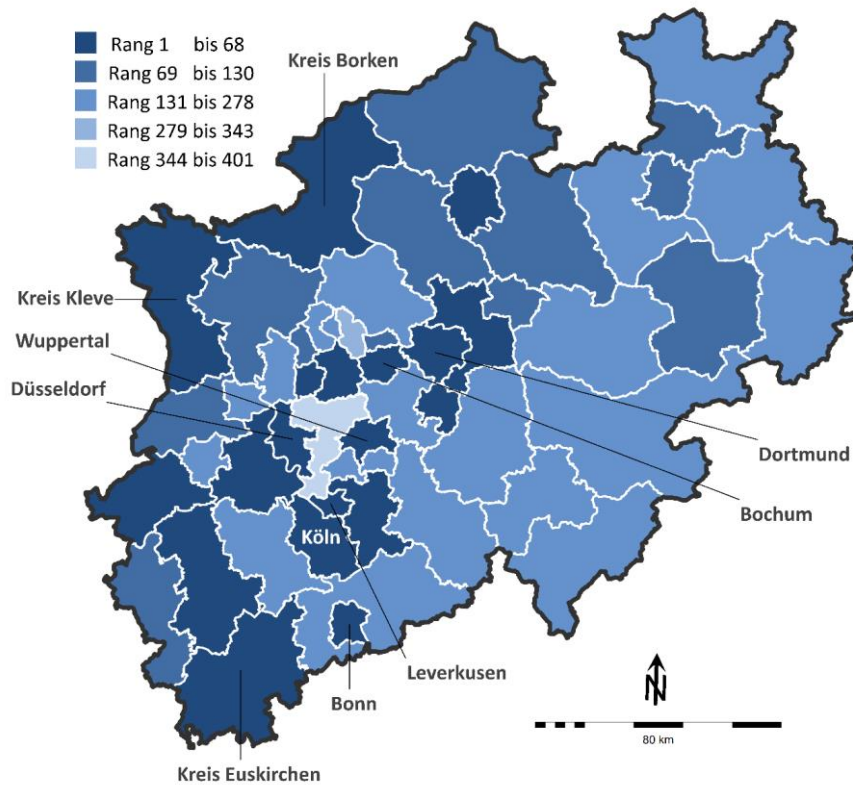 Rang 1 bis 68
Rang 69 bis 130
Rang 131 bis 278
Rang 279 bis 343
Rang 344 bis 401
Kreis Borken
Kreis Kleve
Wuppertal
Düsseldorf
Dortmund
Bochum
Köln
Leverkusen
Bonn
Kreis Euskirchen
N
80 km